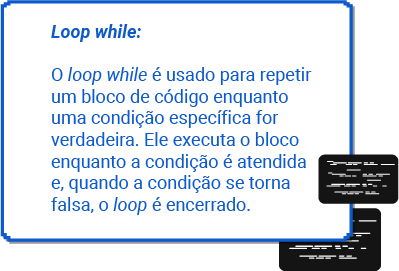 Loop while:
O loop while é usado para repetir
um bloco de código enquanto
uma condição específica for
verdadeira. Ele executa o bloco
enquanto a condição é atendida
e, quando a condição se torna
falsa, o loop é encerrado.